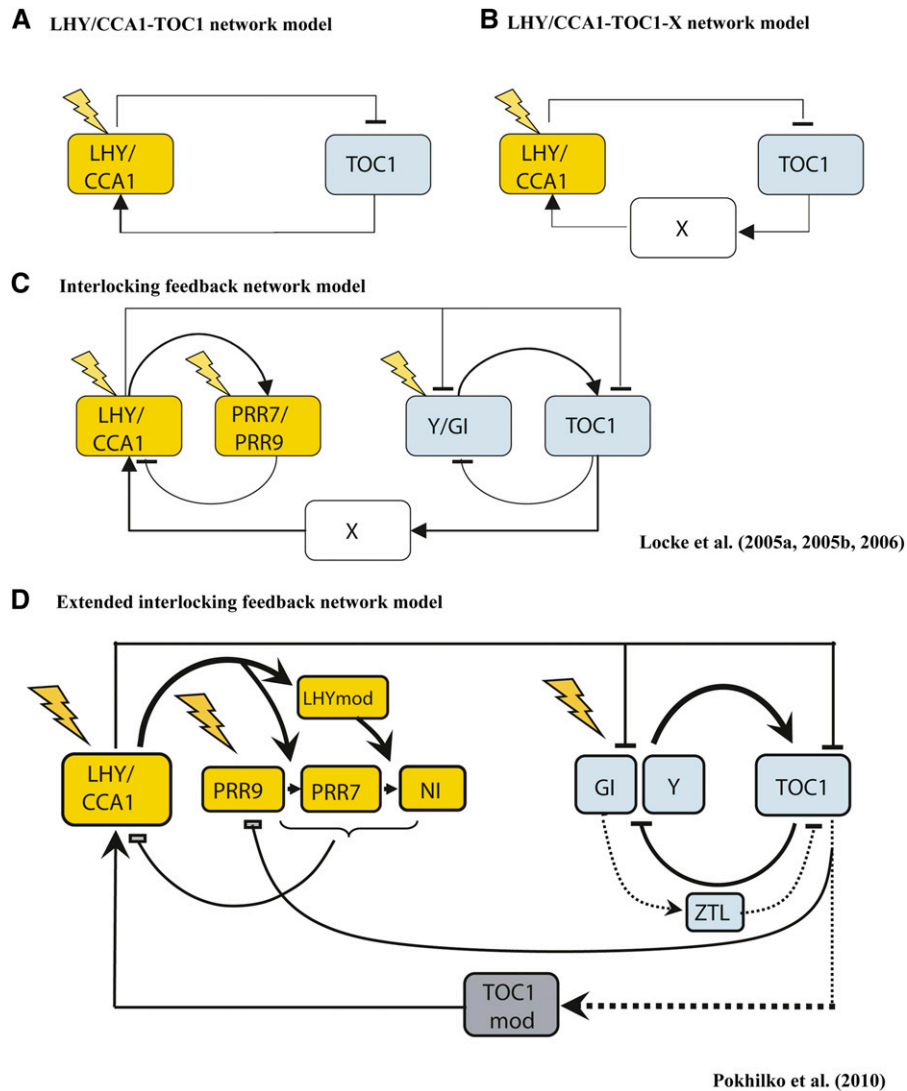 A LHY/CCA1-TOC1 network model
LHY/
CCA1
TOC1
B LHY/CCA1-TOC1-X network model
LHY/
CCA1
TOC1
X
C Interlocking feedback network model
LHY/
CCA1
PRR7/
PRR9
Y/GI
TOC1
X
Locke et al. (2005a, 2005b, 2006)
D Extended interlocking feedback network model
LHYmod
LHY/
CCA1
PRR9
PRR7
NI
GI
Y
TOC1
ZTL
TOC1
mod
Pokhilko et al. (2010)